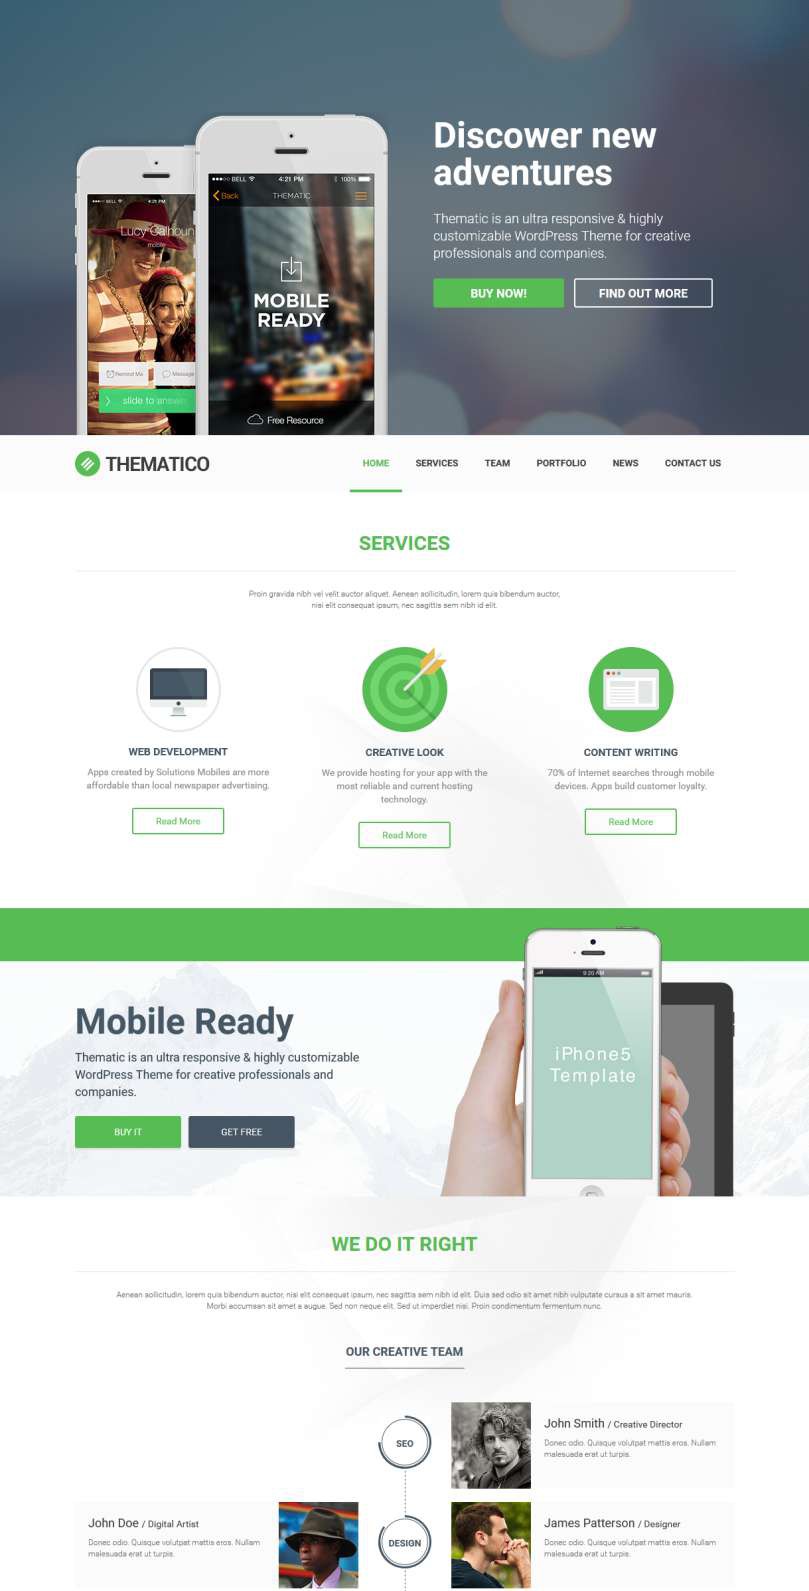 Discover new
adventures
Thematic is an ultra responsive & highly
customizable WordPress Theme for creative
professionals and companies.
BUY NOW!
FIND OUT MORE
BELL
4:21 PM
Lucy Calhoun
mobile
Remind Me
Message
slide to answer
BELL
4:21 PM
100%
Back
THEMATIC
MOBILE
READY
Free Resource
THEMATICO
HOME
SERVICES
TEAM
PORTFOLIO
NEWS
CONTACT US
SERVICES
Proin gravida nibh vel velit auctor aliquet. Aenean sollicitudin, lorem quis bibendum auctor,
nisi elit consequat ipsum, nec sagittis sem nibh id elit.
WEB DEVELOPMENT
Apps created by Solutions Mobiles are more
affordable than local newspaper advertising.
Read More
CREATIVE LOOK
We provide hosting for your app with the
most reliable and current hosting
technology.
Read More
CONTENT WRITING
70% of Internet searches through mobile
devices. Apps build customer loyalty.
Read More
Mobile Ready
Thematic is an ultra responsive & highly customizable
WordPress Theme for creative professionals and
companies.
BUY IT
GET FREE
9:20 AM
iPhone5
Template
WE DO IT RIGHT
Aenean sollicitudin, lorem quis bibendum auctor, nisi elit consequat ipsum, nec sagittis sem nibh id elit. Duis sed odio sit amet nibh vulputate cursus a sit amet mauris.
Morbi accumsan sit amet a augue. Sed non neque elit. Sed ut imperdiet nisi. Proin condimentum fermentum nunc.
OUR CREATIVE TEAM
SEO
John Smith / Creative Director
Donec odio. Quisque volutpat mattis eros. Nullam
malesuada erat ut turpis.
John Doe / Digital Artist
Donec odio. Quisque volutpat mattis eros. Nullam
malesuada erat ut turpis.
DESIGN
James Patterson / Designer
Donec odio. Quisque volutpat mattis eros. Nullam
malesuada erat ut turpis.